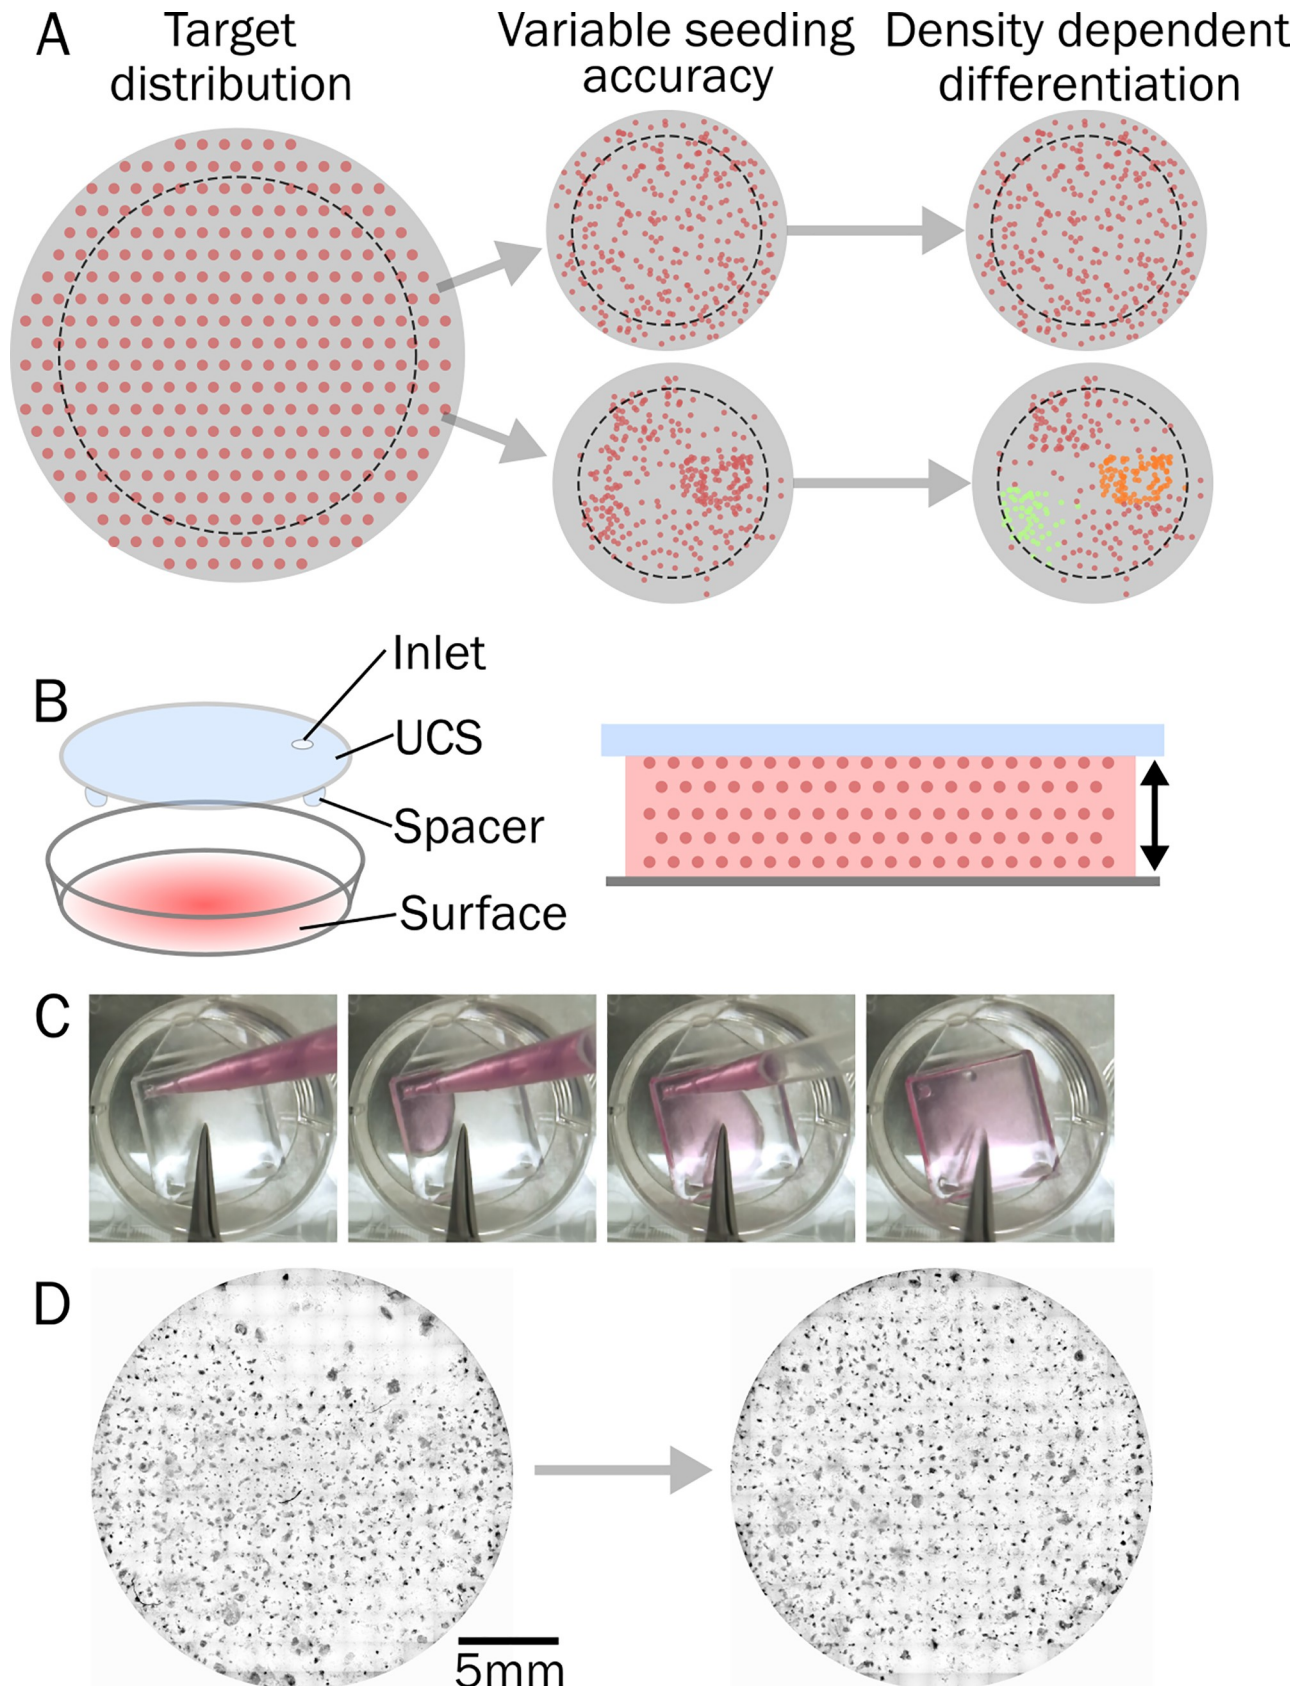 A
Target
distribution
Variable seeding
accuracy
Density dependent
differentiation
B
Inlet
UCS
Spacer
Surface
C
D
5mm